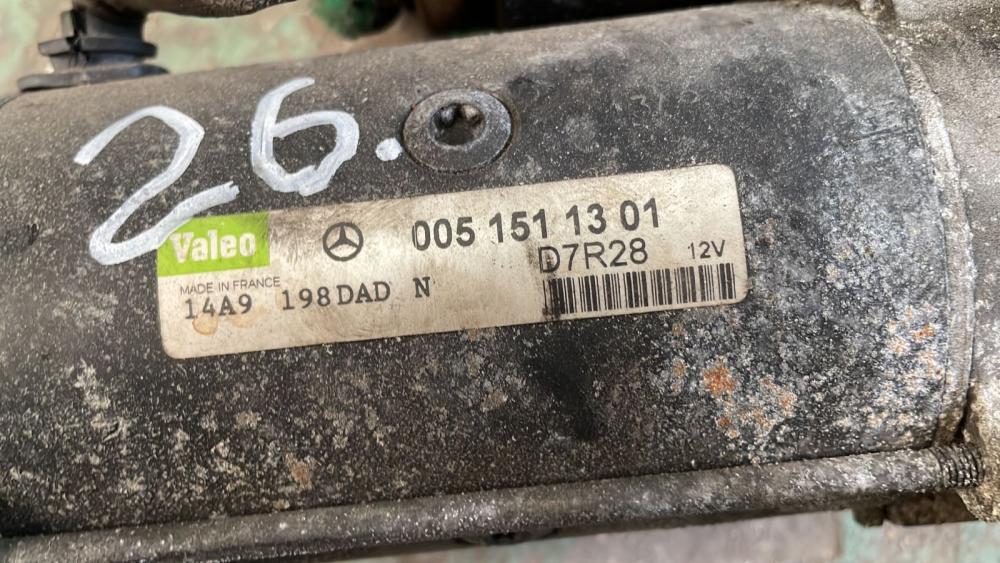 26.
Valeo 005 151 13 01
D7R28 12V
MADE IN FRANCE
14A9 198DAD N